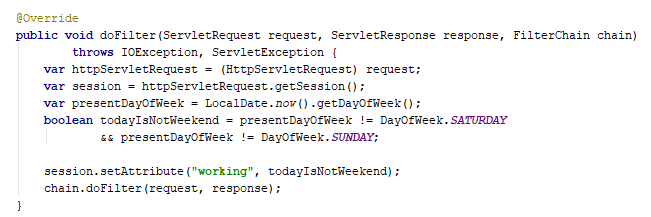 @Override
public void doFilter(ServletRequest request, ServletResponse response, FilterChain chain)
        throws IOException, ServletException {
    var httpServletRequest = (HttpServletRequest) request;
    var session = httpServletRequest.getSession();
    var presentDayOfWeek = LocalDate.now().getDayOfWeek();
    boolean todayIsNotWeekend = presentDayOfWeek != DayOfWeek.SATURDAY
            && presentDayOfWeek != DayOfWeek.SUNDAY;

    session.setAttribute("working", todayIsNotWeekend);
    chain.doFilter(request, response);
}